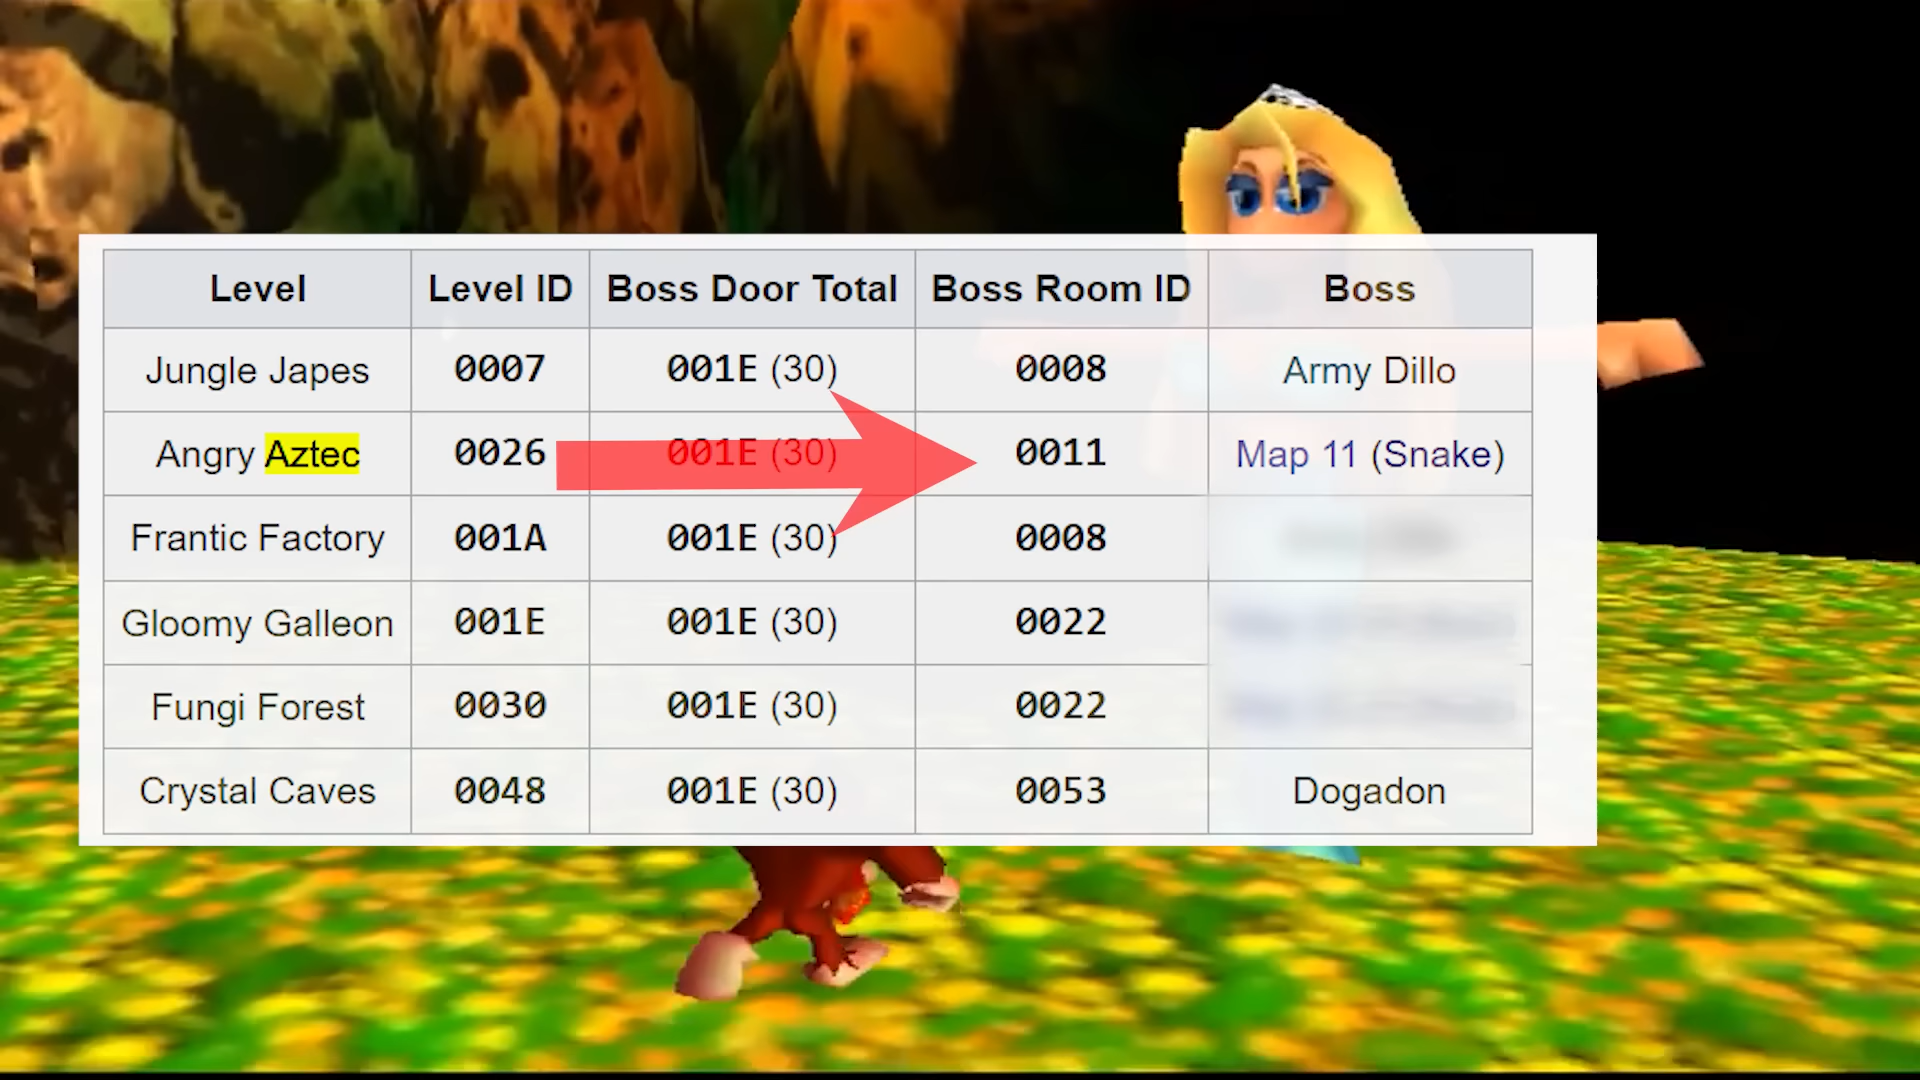 Level Level ID Boss Door Total Boss Room ID Boss
Jungle Japes 0007 001E (30) 0008 Army Dillo
Angry Aztec 0026 001E (30) 0011 Map 11 (Snake)
Frantic Factory 001A 001E (30) 0008
Gloomy Galleon 001E 001E (30) 0022
Fungi Forest 0030 001E (30) 0022
Crystal Caves 0048 001E (30) 0053 Dogadon